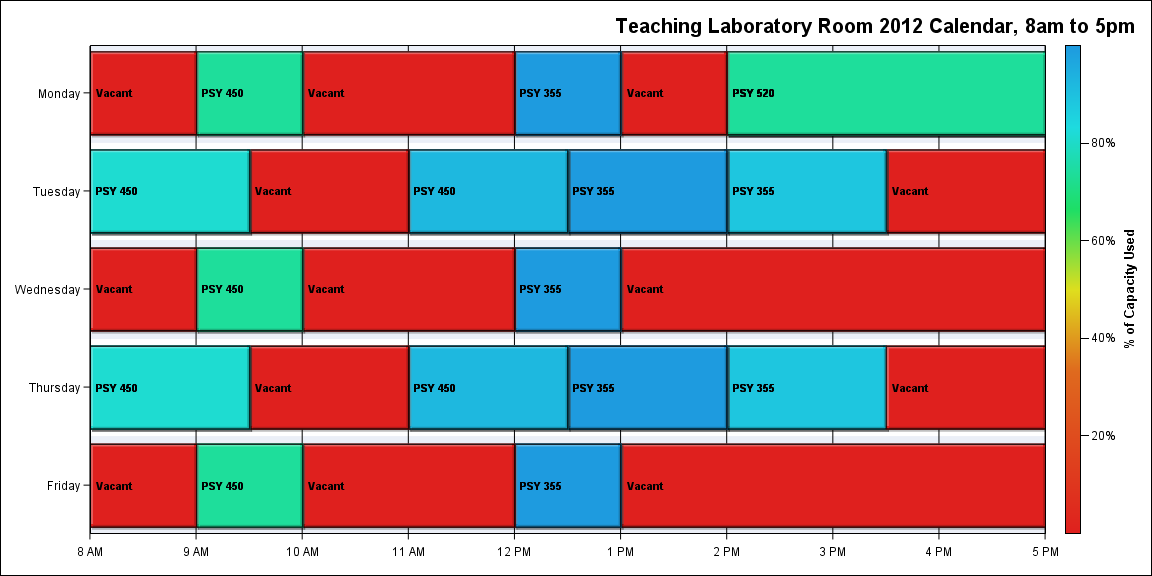 Teaching Laboratory Room 2012 Calendar, 8am to 5pm
Monday
Vacant
PSY 450
Vacant
PSY 355
Vacant
PSY 520
Tuesday
PSY 450
Vacant
PSY 450
PSY 355
PSY 355
Vacant
Wednesday
Vacant
PSY 450
Vacant
PSY 355
Vacant
Thursday
PSY 450
Vacant
PSY 450
PSY 355
PSY 355
Vacant
Friday
Vacant
PSY 450
Vacant
PSY 355
Vacant
8 AM
9 AM
10 AM
11 AM
12 PM
1 PM
2 PM
3 PM
4 PM
5 PM
80%
60%
40%
20%
% of Capacity Used